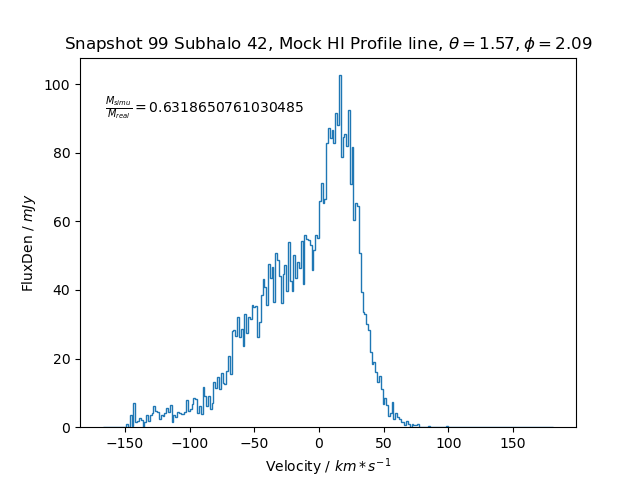 Snapshot 99 Subhalo 42, Mock HI Profile line, θ = 1.57, ϕ = 2.09
M_simu/M_real = 0.6318650761030485
100
80
60
40
20
0
FluxDen / mJy
−150 −100 −50 0 50 100 150
Velocity / km * s⁻¹